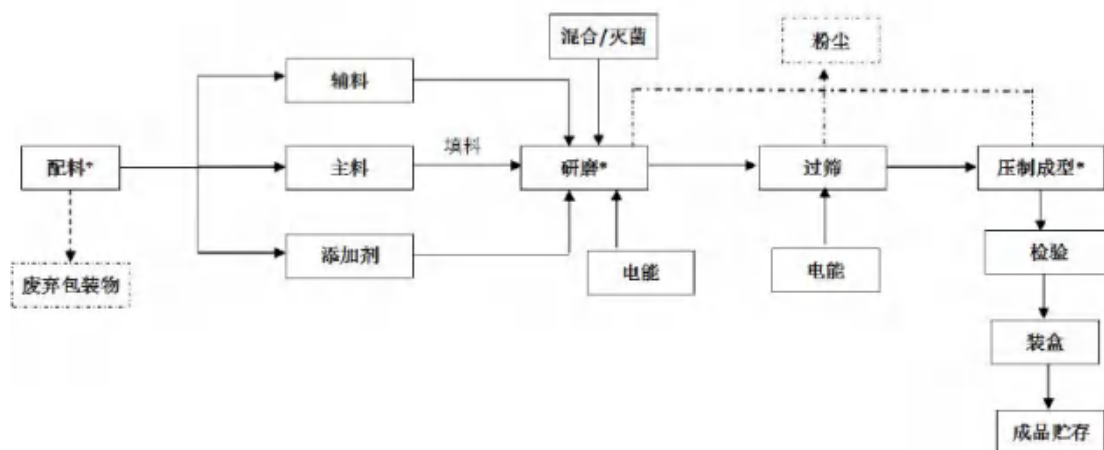 混合/灭菌
粉尘
辅料
配料*
主料
填料
研磨*
过筛
压制成型*
添加剂
废弃包装物
电能
电能
检验
装盒
成品贮存